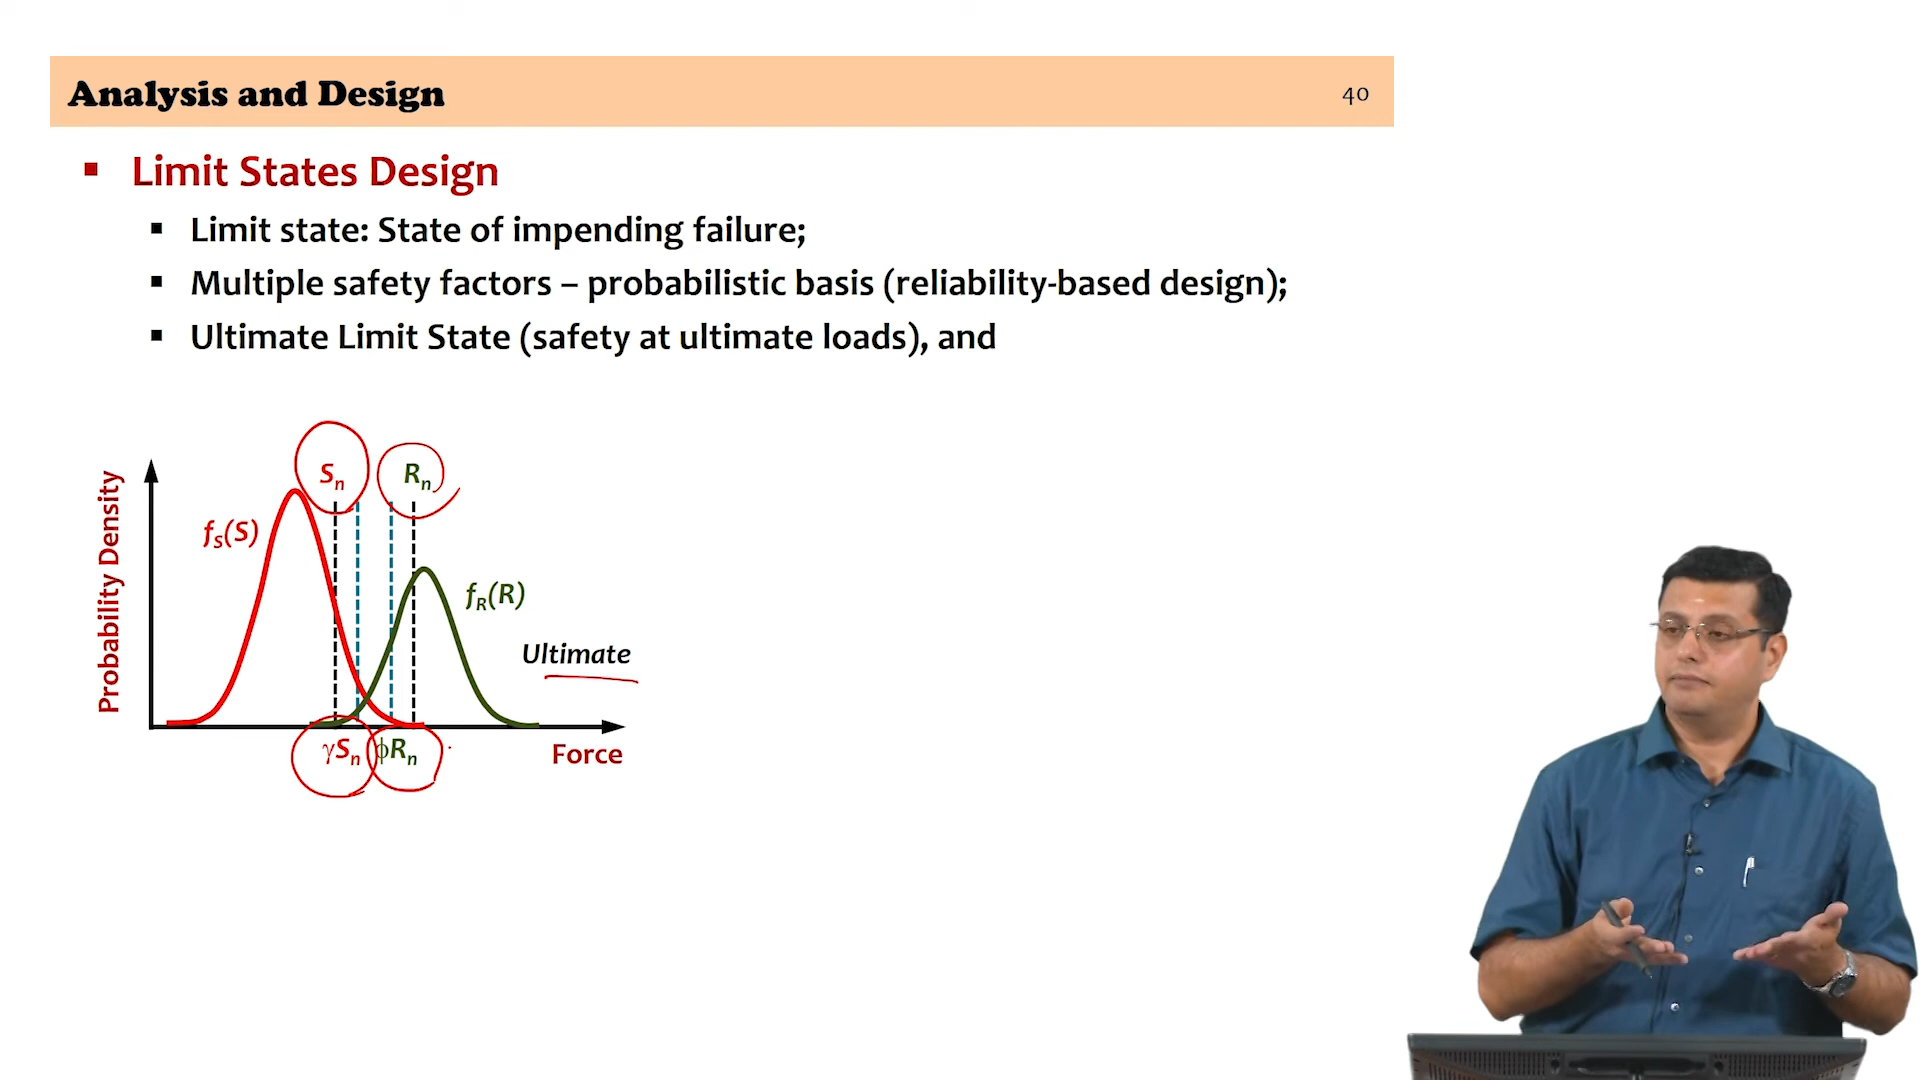 Analysis and Design
40
▪ Limit States Design
▪ Limit state: State of impending failure;
▪ Multiple safety factors – probabilistic basis (reliability-based design);
▪ Ultimate Limit State (safety at ultimate loads), and
Sn
Rn
fS(S)
fR(R)
Ultimate
Probability Density
γSn
ϕRn
Force